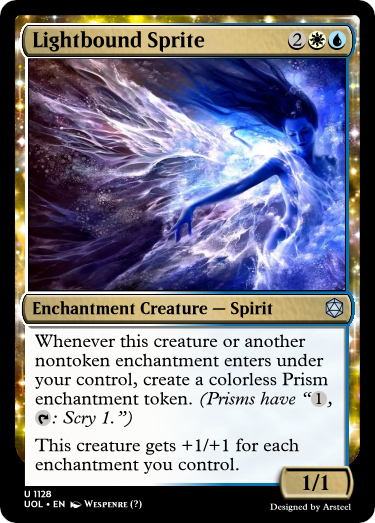 Lightbound Sprite 2
Enchantment Creature — Spirit
Whenever this creature or another
nontoken enchantment enters under
your control, create a colorless Prism
enchantment token. (Prisms have “1,
: Scry 1.”)
This creature gets +1/+1 for each
enchantment you control.
1/1
U 1128
UOL • EN Wespenre (?)
Designed by Arsteel